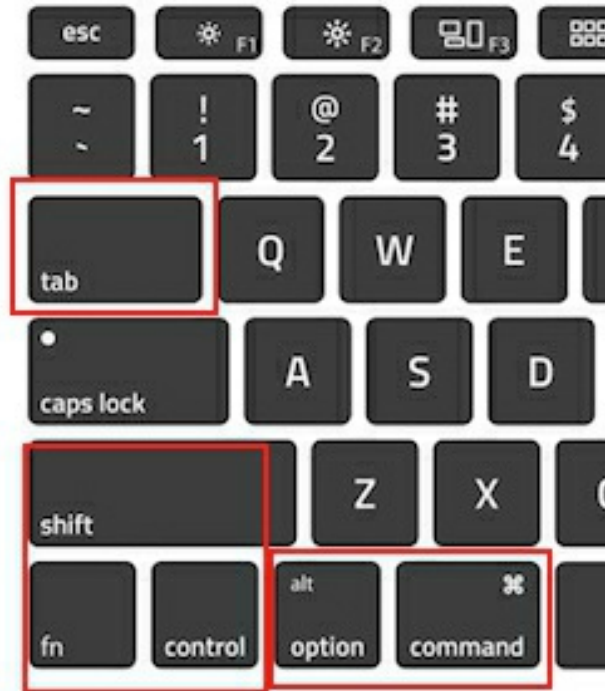 esc F1 F2 F3
~ ! @ # $
` 1 2 3 4
tab Q W E
caps lock A S D
shift Z X
alt ⌘
fn control option command